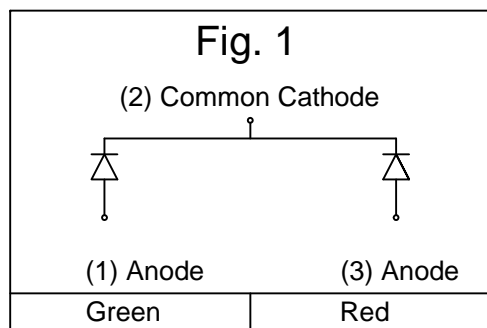 Fig. 1
(2) Common Cathode
(1) Anode (3) Anode
Green Red